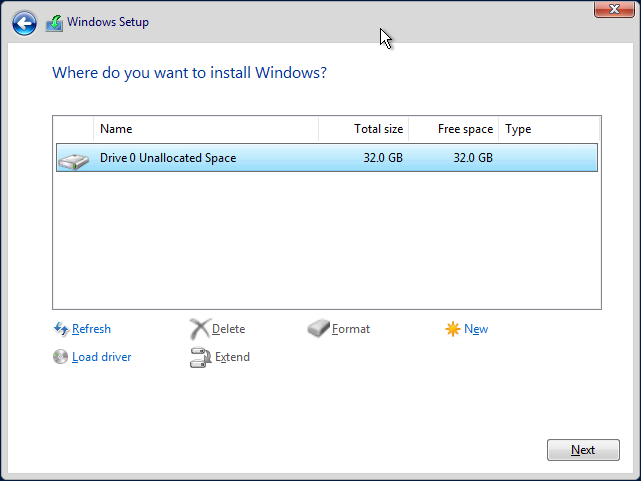 Windows Setup
Where do you want to install Windows?
Name Total size Free space Type
Drive 0 Unallocated Space 32.0 GB 32.0 GB
Refresh Delete Format New
Load driver Extend
Next